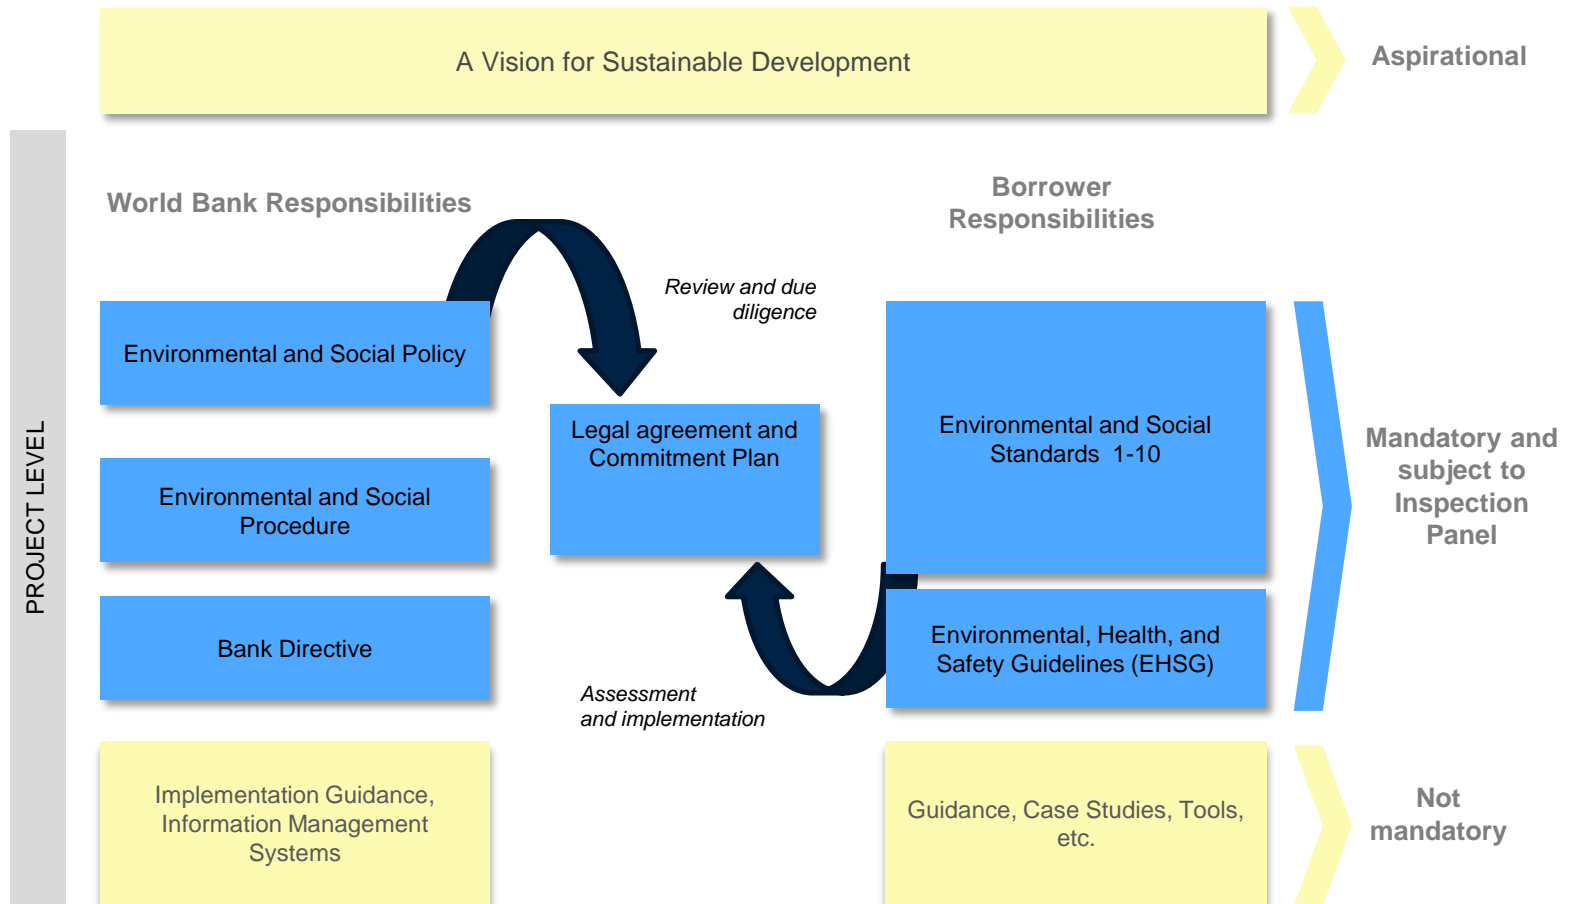 A Vision for Sustainable Development
Aspirational
PROJECT LEVEL
World Bank Responsibilities
Borrower
Responsibilities
Review and due
diligence
Environmental and Social Policy
Legal agreement and
Commitment Plan
Environmental and Social
Standards 1-10
Mandatory and
subject to
Inspection
Panel
Environmental and Social
Procedure
Bank Directive
Environmental, Health, and
Safety Guidelines (EHSG)
Assessment
and implementation
Implementation Guidance,
Information Management
Systems
Guidance, Case Studies, Tools,
etc.
Not
mandatory